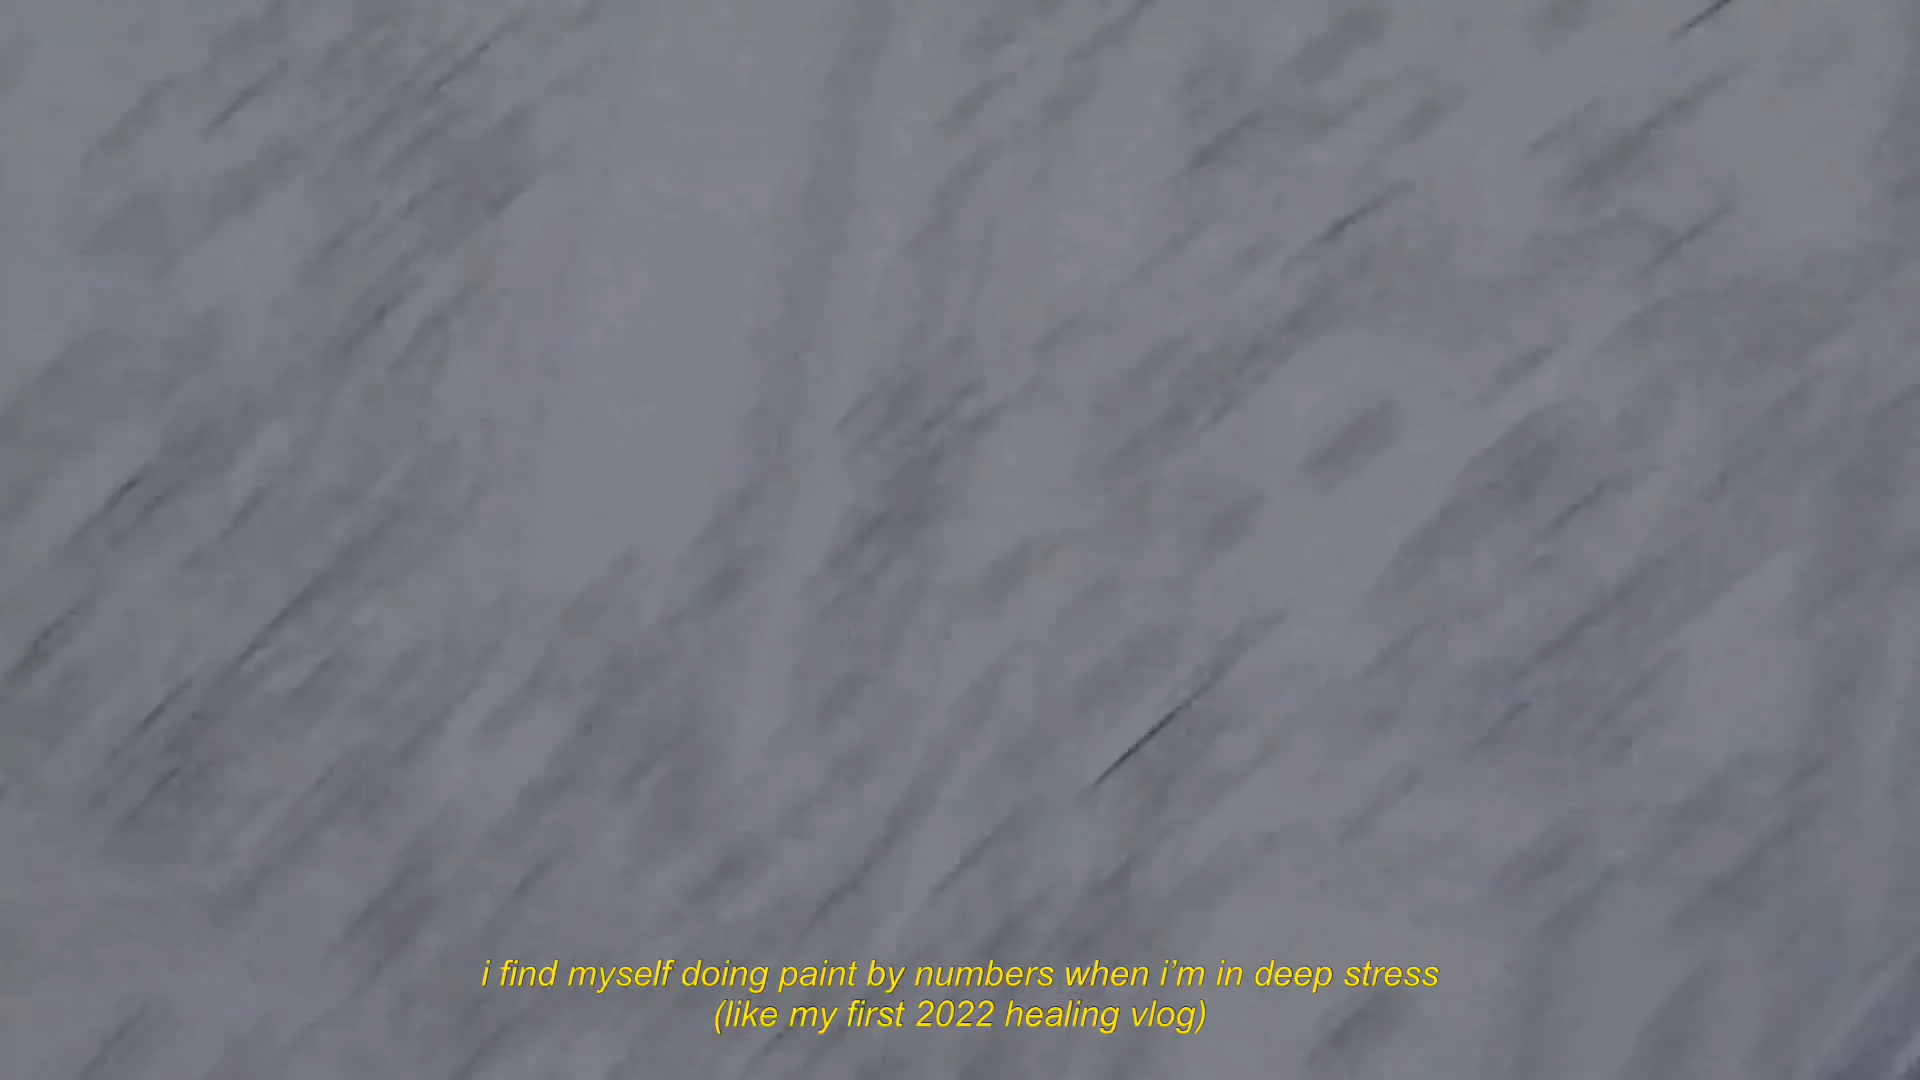 i find myself doing paint by numbers when i’m in deep stress
(like my first 2022 healing vlog)